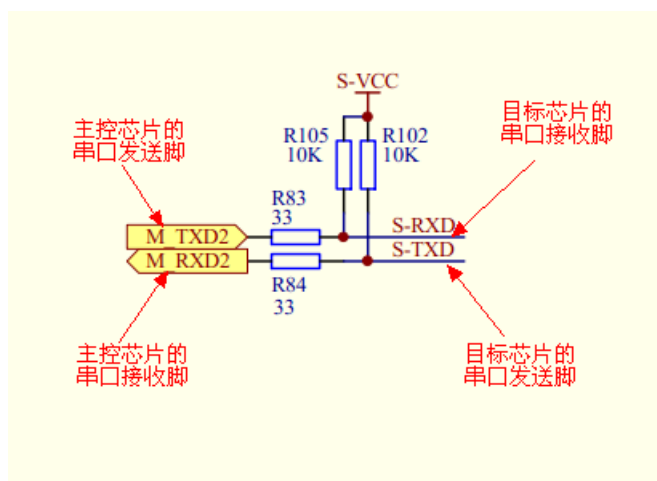 S-VCC
主控芯片的
串口发送脚
目标芯片的
串口接收脚
R105
10K
R102
10K
R83
33
M_TXD2
S-RXD
M_RXD2
S-TXD
R84
33
主控芯片的
串口接收脚
目标芯片的
串口发送脚